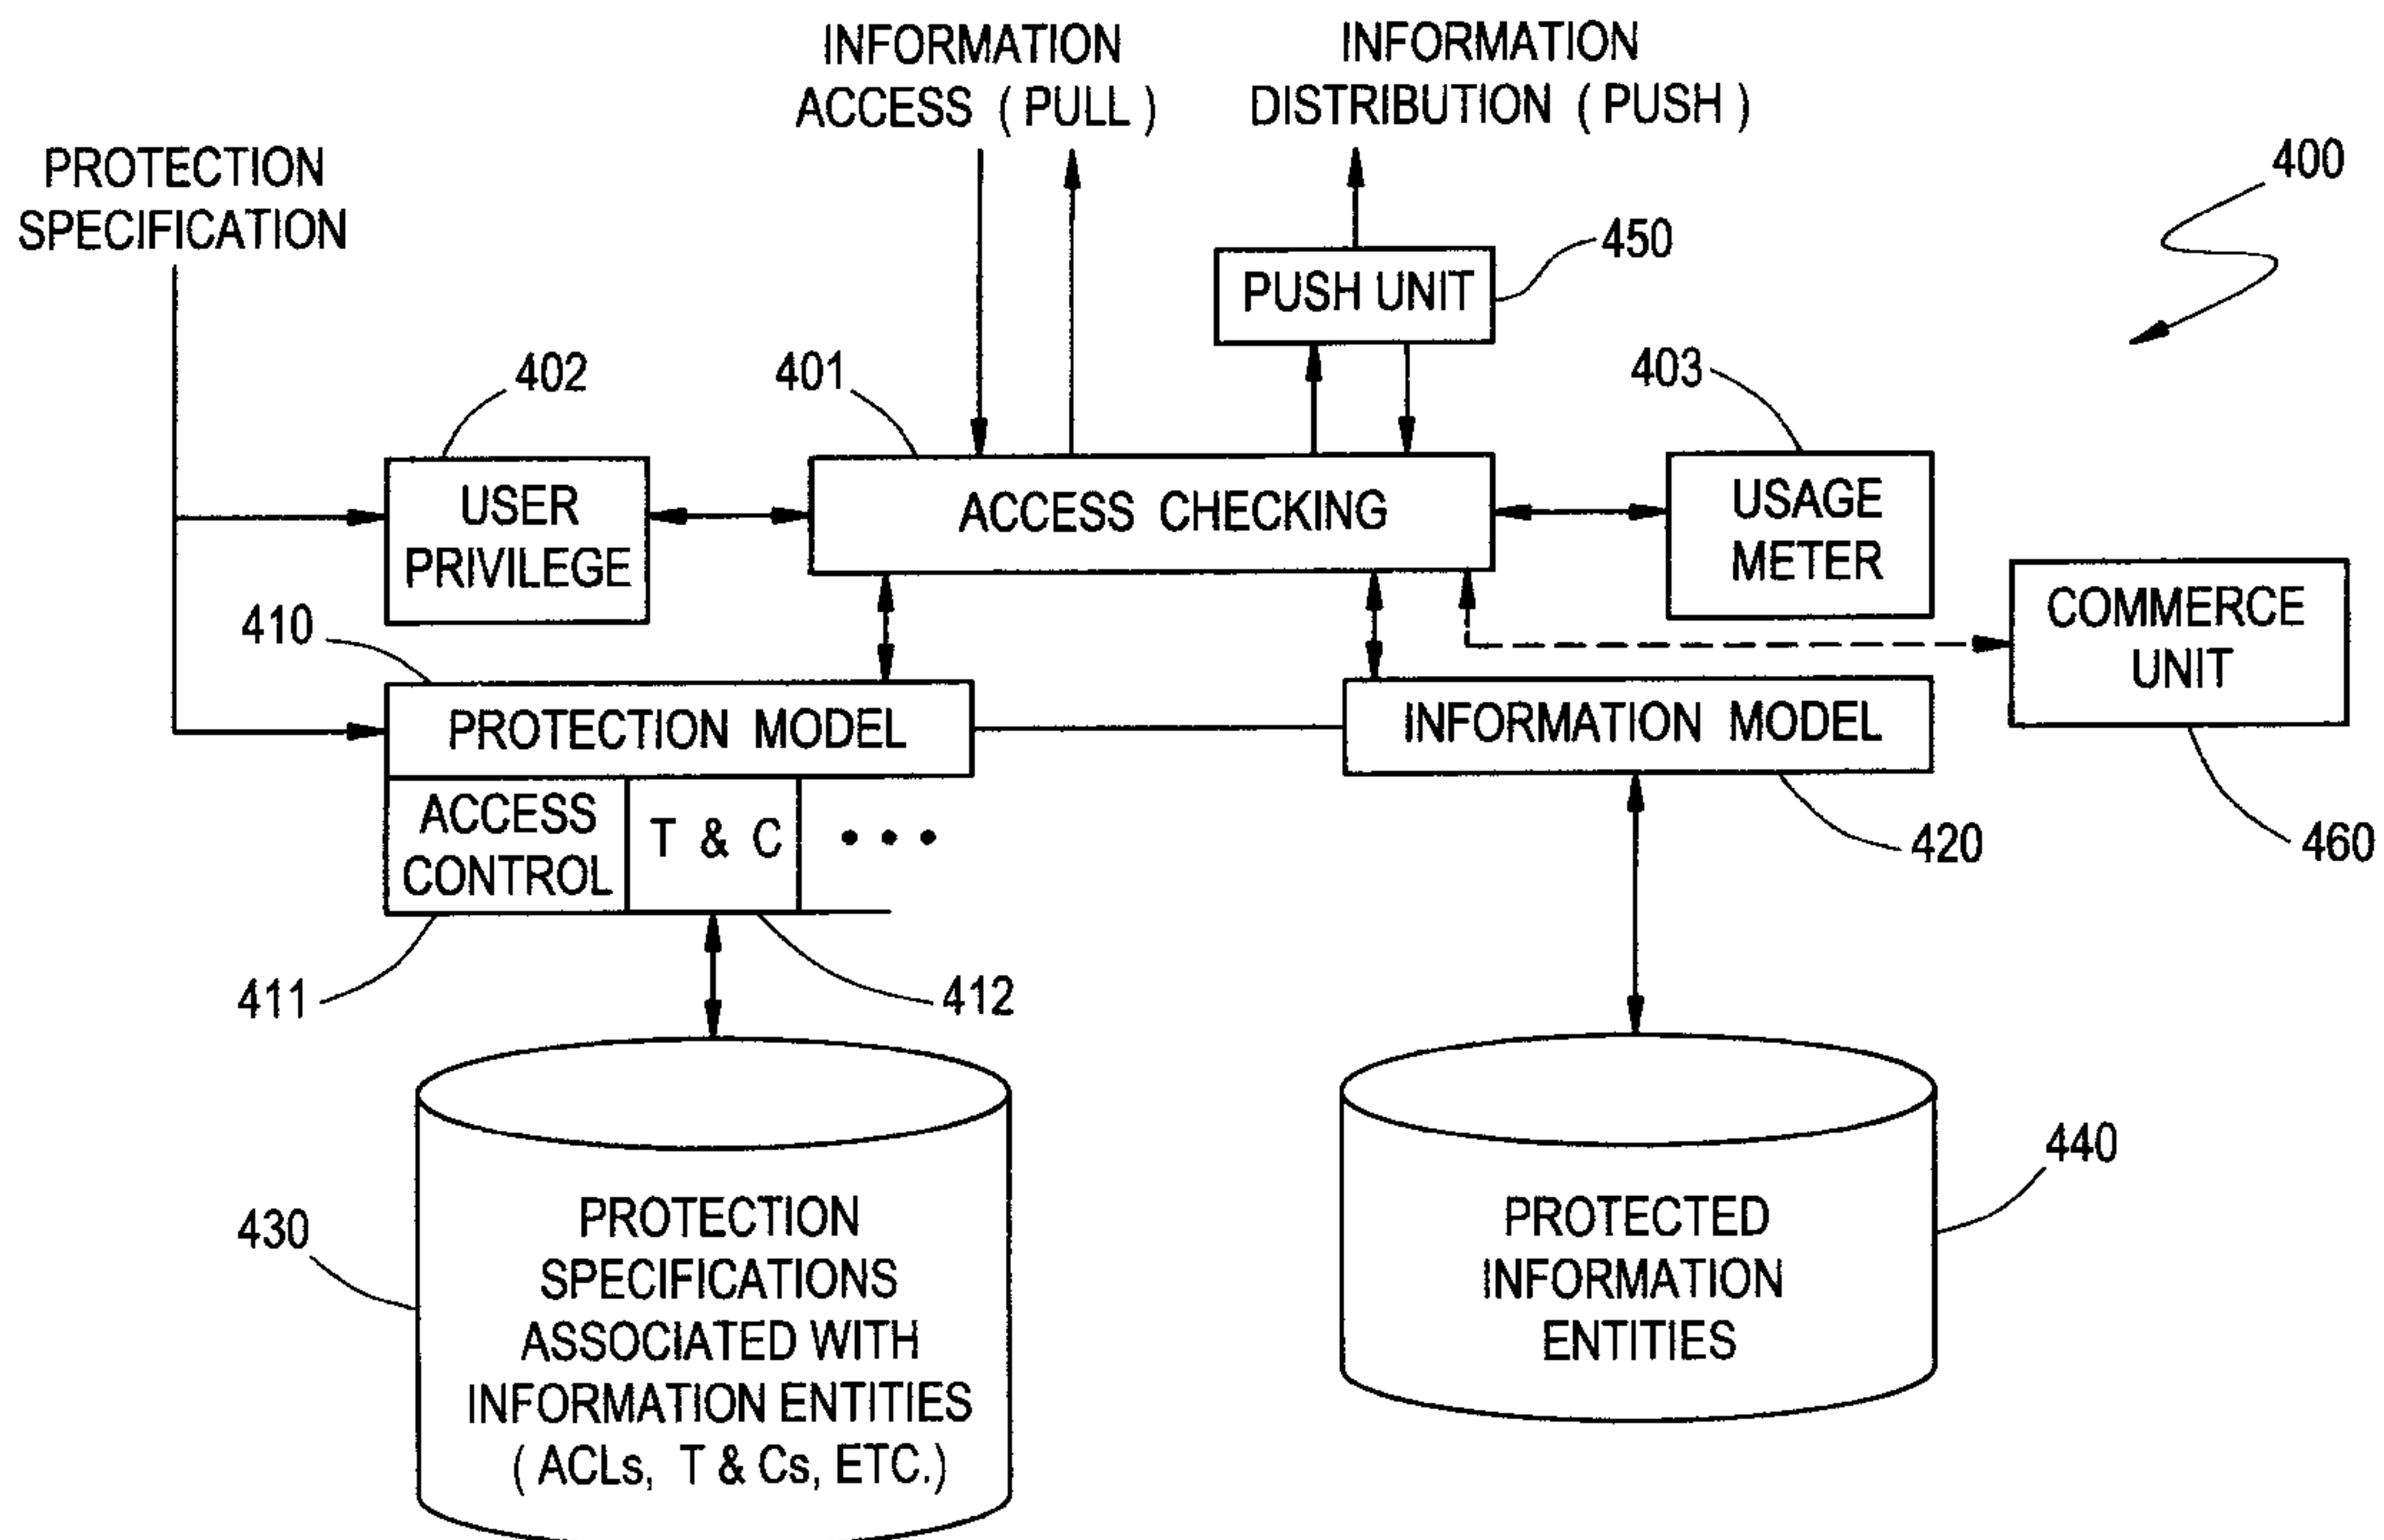 INFORMATION
ACCESS ( PULL )
INFORMATION
DISTRIBUTION ( PUSH )
PROTECTION
SPECIFICATION
400
450
PUSH UNIT
402
401
403
USER
PRIVILEGE
ACCESS CHECKING
USAGE
METER
410
COMMERCE
UNIT
PROTECTION MODEL
INFORMATION MODEL
ACCESS
CONTROL
T & C
• • •
420
460
411
412
430
PROTECTION
SPECIFICATIONS
ASSOCIATED WITH
INFORMATION ENTITIES
( ACLs, T & Cs, ETC.)
440
PROTECTED
INFORMATION
ENTITIES